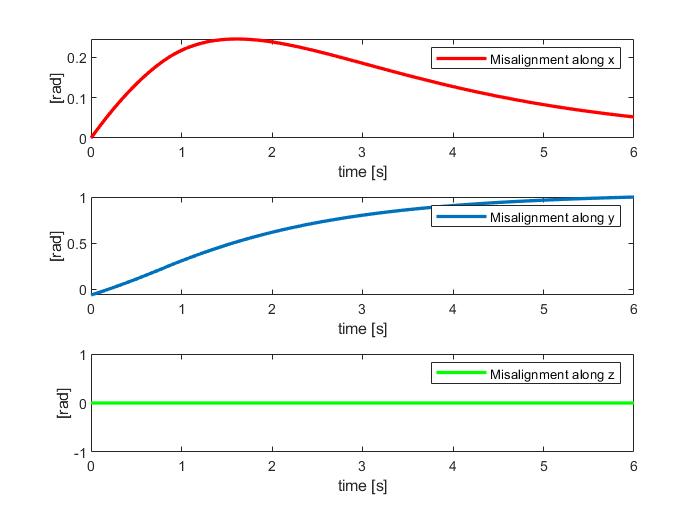 0.2
Misalignment along x
[rad]
0.1
0
0 1 2 3 4 5 6
time [s]
1
Misalignment along y
[rad]
0.5
0
0 1 2 3 4 5 6
time [s]
1
Misalignment along z
[rad]
0
-1
0 1 2 3 4 5 6
time [s]